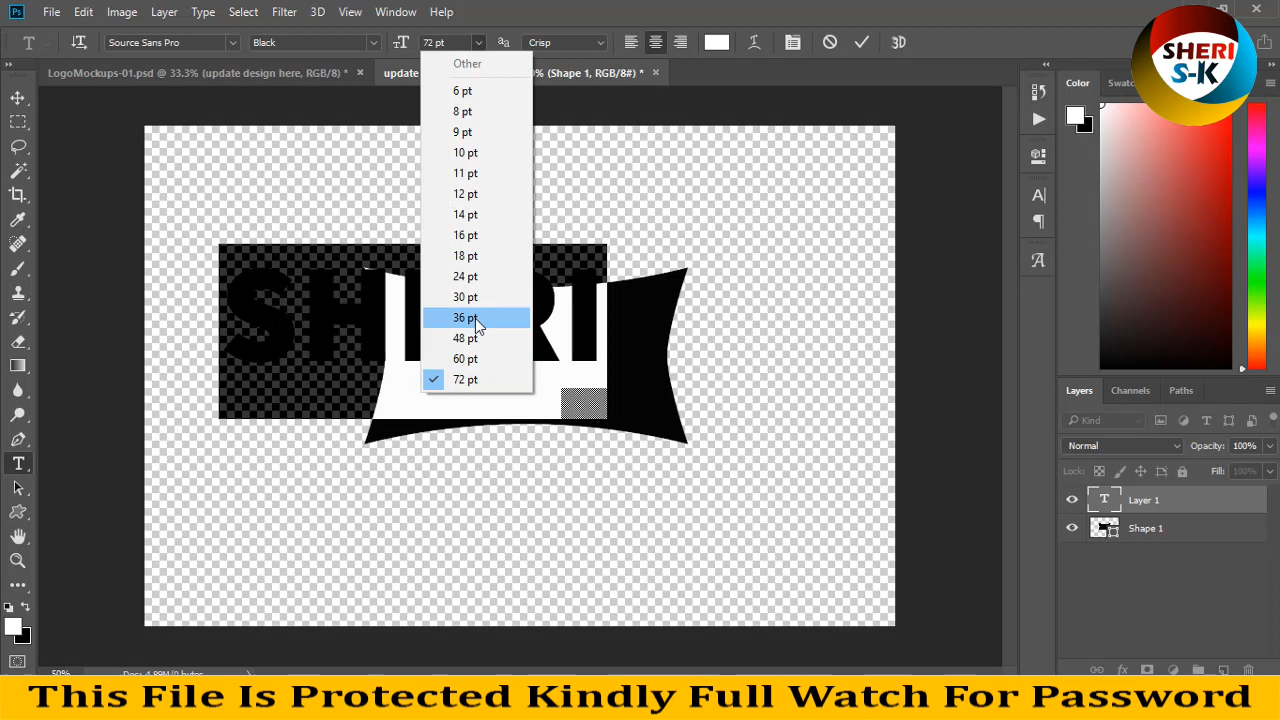 Ps File Edit Image Layer Type Select Filter 3D View Window Help
T Source Sans Pro Black 72 pt aa Crisp 3D
SHERI
S-K
LogoMockups-01.psd @ 33.3% (update design here, RGB/8) *
update
% (Shape 1, RGB/8#) *
Color
Other
6 pt
8 pt
9 pt
10 pt
11 pt
12 pt
14 pt
16 pt
18 pt
24 pt
30 pt
36 pt
48 pt
60 pt
72 pt
Layers Channels Paths
Kind
Normal Opacity: 100%
Lock: Fill: 100%
T Layer 1
Shape 1
This File Is Protected Kindly Full Watch For Password